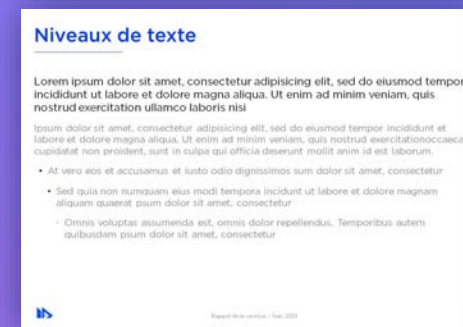 Niveaux de texte
Lorem ipsum dolor sit amet, consectetur adipisicing elit, sed do eiusmod tempor
incididunt ut labore et dolore magna aliqua. Ut enim ad minim veniam, quis
nostrud exercitation ullamco laboris nisi
Ipsum dolor sit amet, consectetur adipisicing elit, sed do eiusmod tempor incididunt et
labore et dolore magna aliqua. Ut enim ad minim veniam, quis nostrud exercitationoccaeca
cupidatat non proident, sunt in culpa qui officia deserunt mollit anim id est laborum.
• At vero eos et accusamus et iusto odio dignissimos sum dolor sit amet, consectetur
• Sed quia non numquam eius modi tempora incidunt ut labore et dolore magnam
aliquam quaerat psum dolor sit amet, consectetur
◦ Omnis voluptas assumenda est, omnis dolor repellendus. Temporibus autem
quibusdam psum dolor sit amet, consectetur